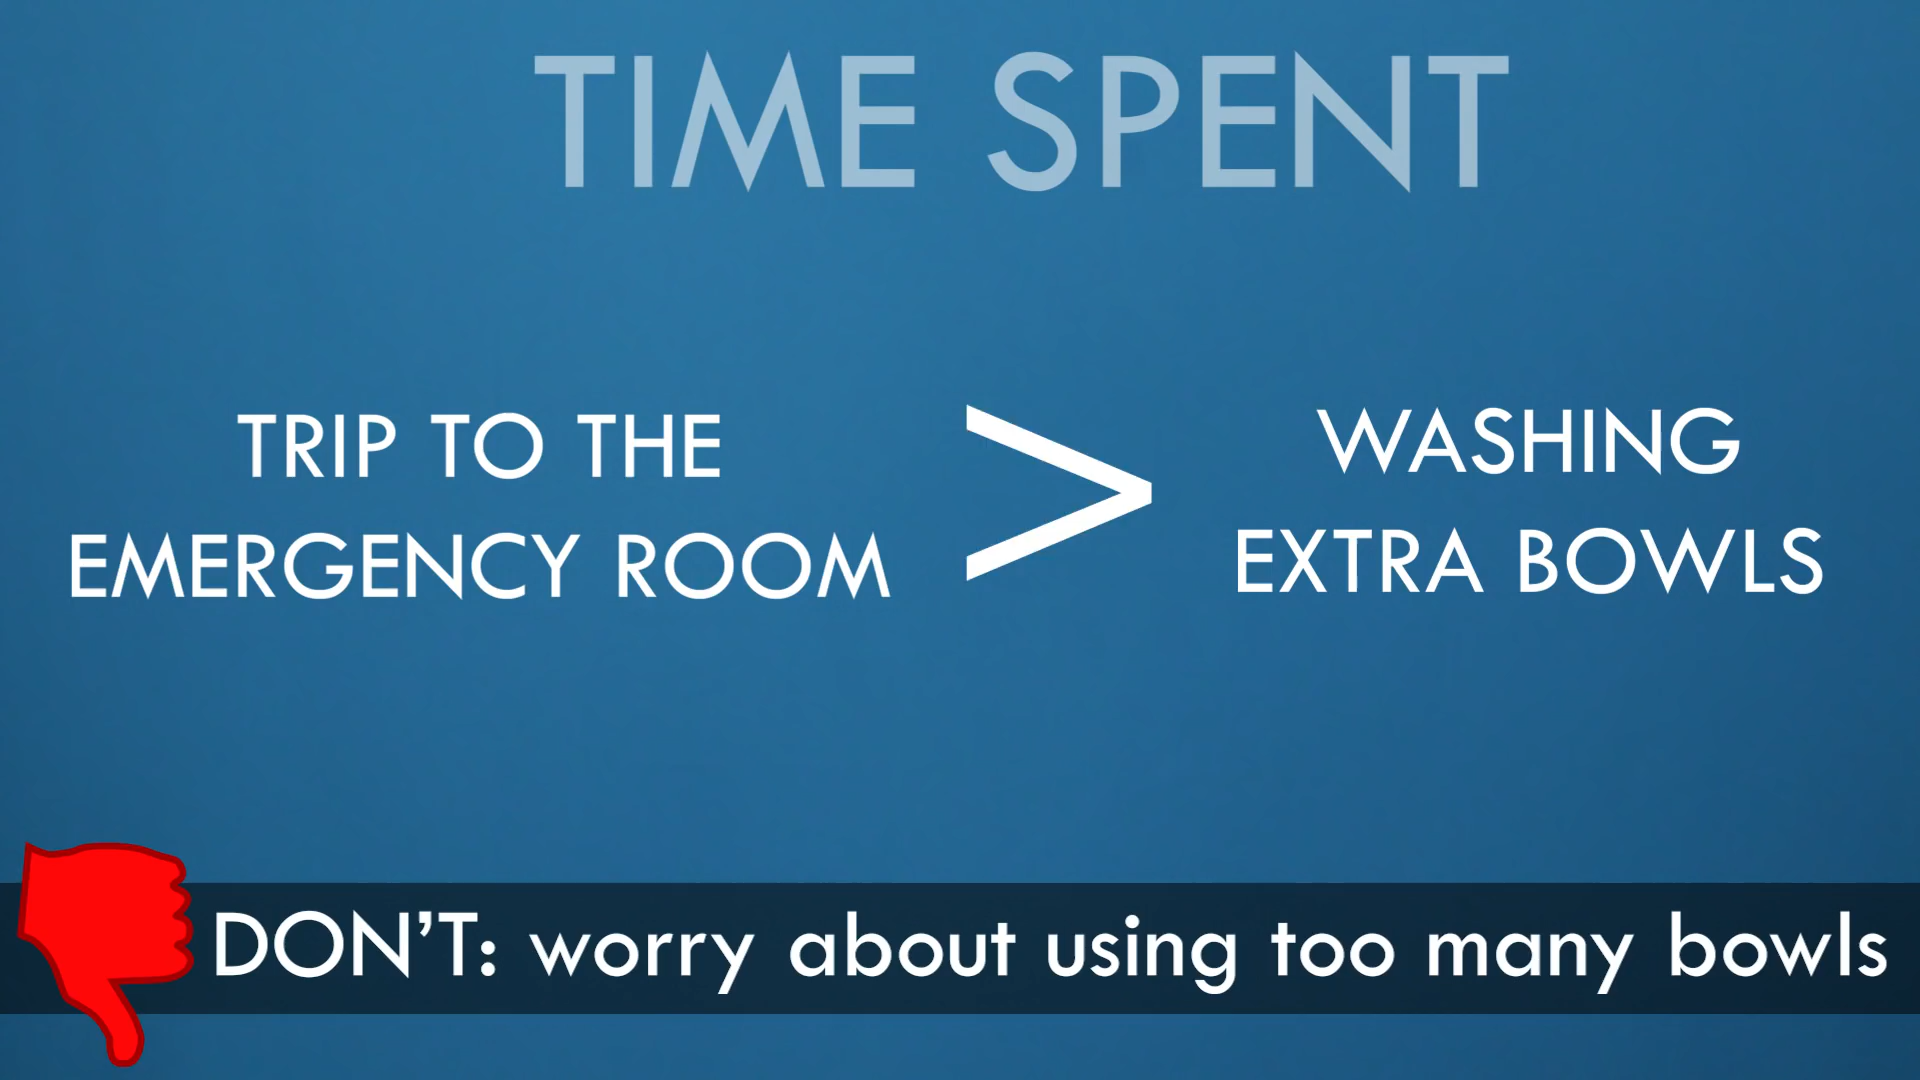 TIME SPENT
TRIP TO THE
EMERGENCY ROOM
>
WASHING
EXTRA BOWLS
DON’T: worry about using too many bowls